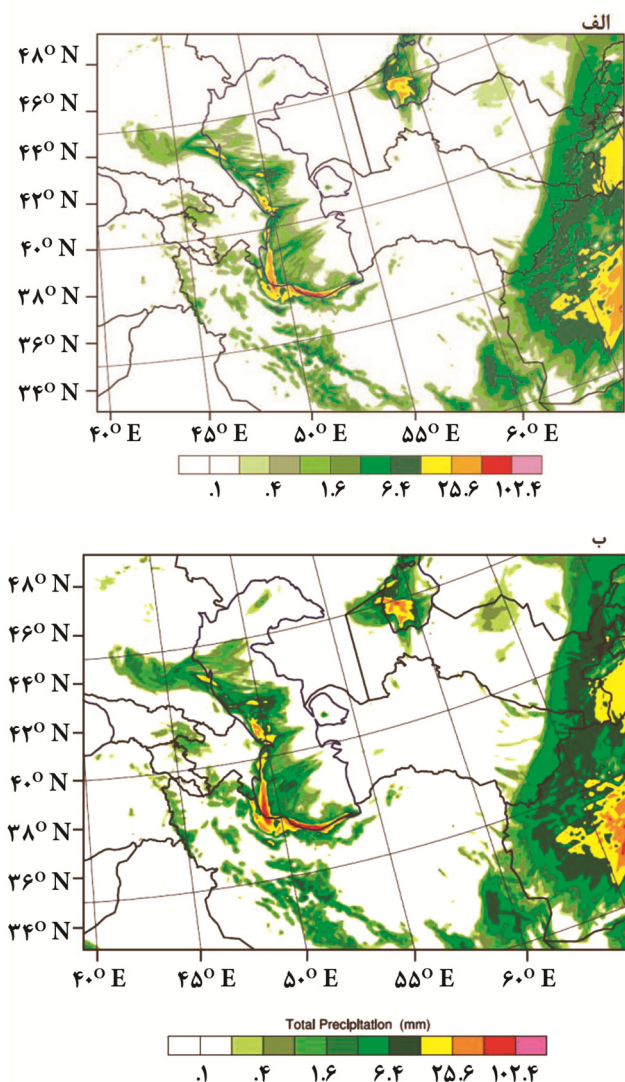 الف
۴۸° N
۴۶° N
۴۴° N
۴۲° N
۴۰° N
۳۸° N
۳۶° N
۳۴° N
۴۰° E ۴۵° E ۵۰° E ۵۵° E ۶۰° E
.۱ .۴ ۱.۶ ۶.۴ ۲۵.۶ ۱۰۲.۴
ب
۴۸° N
۴۶° N
۴۴° N
۴۲° N
۴۰° N
۳۸° N
۳۶° N
۳۴° N
۴۰° E ۴۵° E ۵۰° E ۵۵° E ۶۰° E
Total Precipitation (mm)
.۱ .۴ ۱.۶ ۶.۴ ۲۵.۶ ۱۰۲.۴